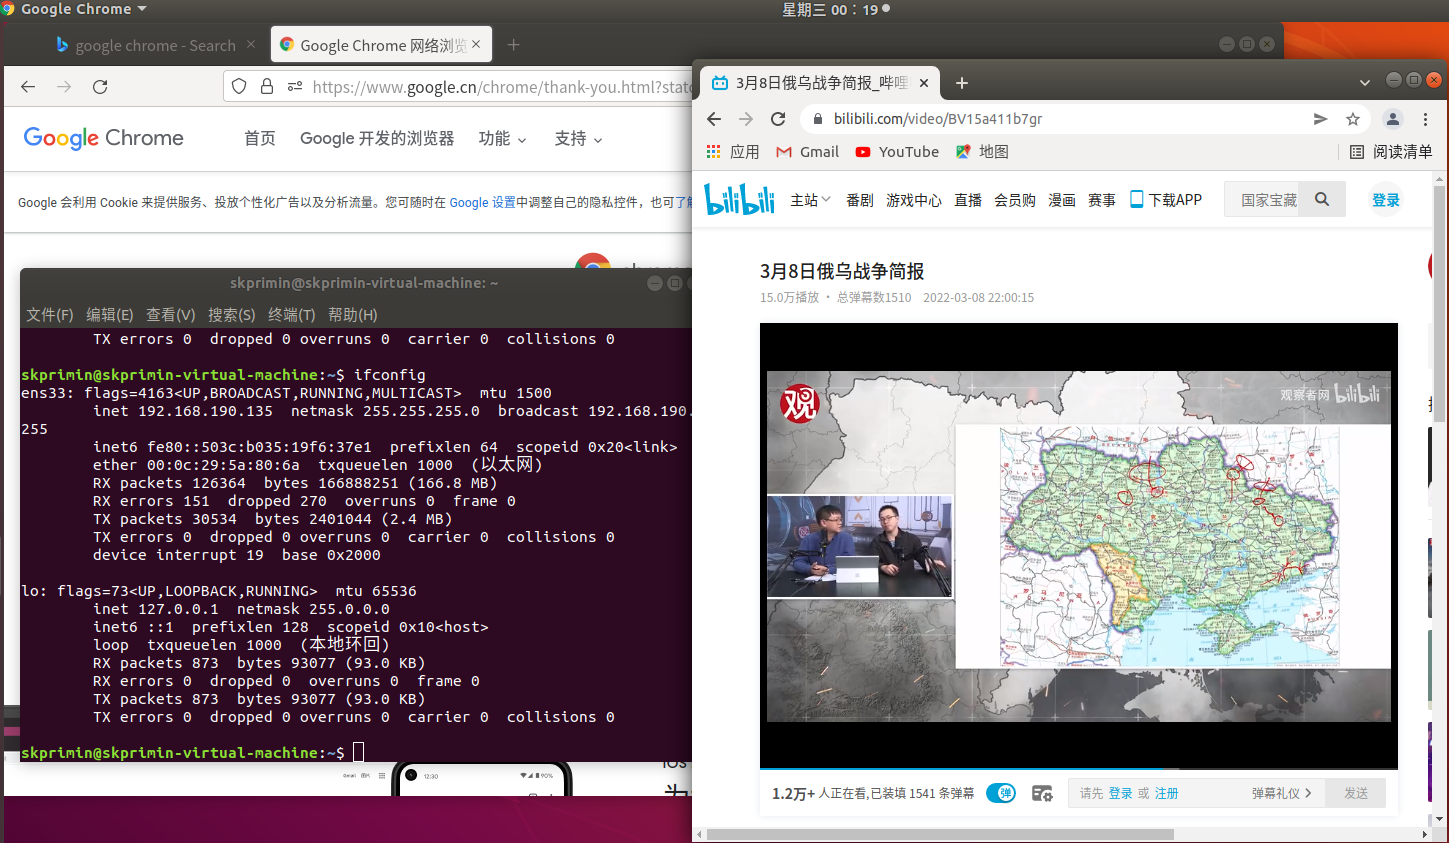 Google Chrome
星期三 00：19
google chrome - Search
Google Chrome 网络浏览
https://www.google.cn/chrome/thank-you.html?stat
Google Chrome
首页
Google 开发的浏览器
功能
支持
Google 会利用 Cookie 来提供服务、投放个性化广告以及分析流量。您可随时在 Google 设置中调整自己的隐私控件，也可了解
skprimin@skprimin-virtual-machine: ~
文件(F) 编辑(E) 查看(V) 搜索(S) 终端(T) 帮助(H)
TX errors 0  dropped 0 overruns 0  carrier 0  collisions 0
skprimin@skprimin-virtual-machine:~$ ifconfig
ens33: flags=4163<UP,BROADCAST,RUNNING,MULTICAST>  mtu 1500
inet 192.168.190.135  netmask 255.255.255.0  broadcast 192.168.190.
255
inet6 fe80::503c:b035:19f6:37e1  prefixlen 64  scopeid 0x20<link>
ether 00:0c:29:5a:80:6a  txqueuelen 1000  (以太网)
RX packets 126364  bytes 166888251 (166.8 MB)
RX errors 151  dropped 270  overruns 0  frame 0
TX packets 30534  bytes 2401044 (2.4 MB)
TX errors 0  dropped 0 overruns 0  carrier 0  collisions 0
device interrupt 19  base 0x2000
lo: flags=73<UP,LOOPBACK,RUNNING>  mtu 65536
inet 127.0.0.1  netmask 255.0.0.0
inet6 ::1  prefixlen 128  scopeid 0x10<host>
loop  txqueuelen 1000  (本地环回)
RX packets 873  bytes 93077 (93.0 KB)
RX errors 0  dropped 0  overruns 0  frame 0
TX packets 873  bytes 93077 (93.0 KB)
TX errors 0  dropped 0 overruns 0  carrier 0  collisions 0
skprimin@skprimin-virtual-machine:~$
Gmail
12:30
90%
iOS
为
3月8日俄乌战争简报_哔哩
bilibili.com/video/BV15a411b7gr
应用
Gmail
YouTube
地图
阅读清单
bilibili
主站
番剧
游戏中心
直播
会员购
漫画
赛事
下载APP
国家宝藏
登录
3月8日俄乌战争简报
15.0万播放 · 总弹幕数1510 2022-03-08 22:00:15
观
观察者网 bilibili
1.2万+ 人正在看,已装填 1541 条弹幕
弹
请先 登录 或 注册
弹幕礼仪
发送